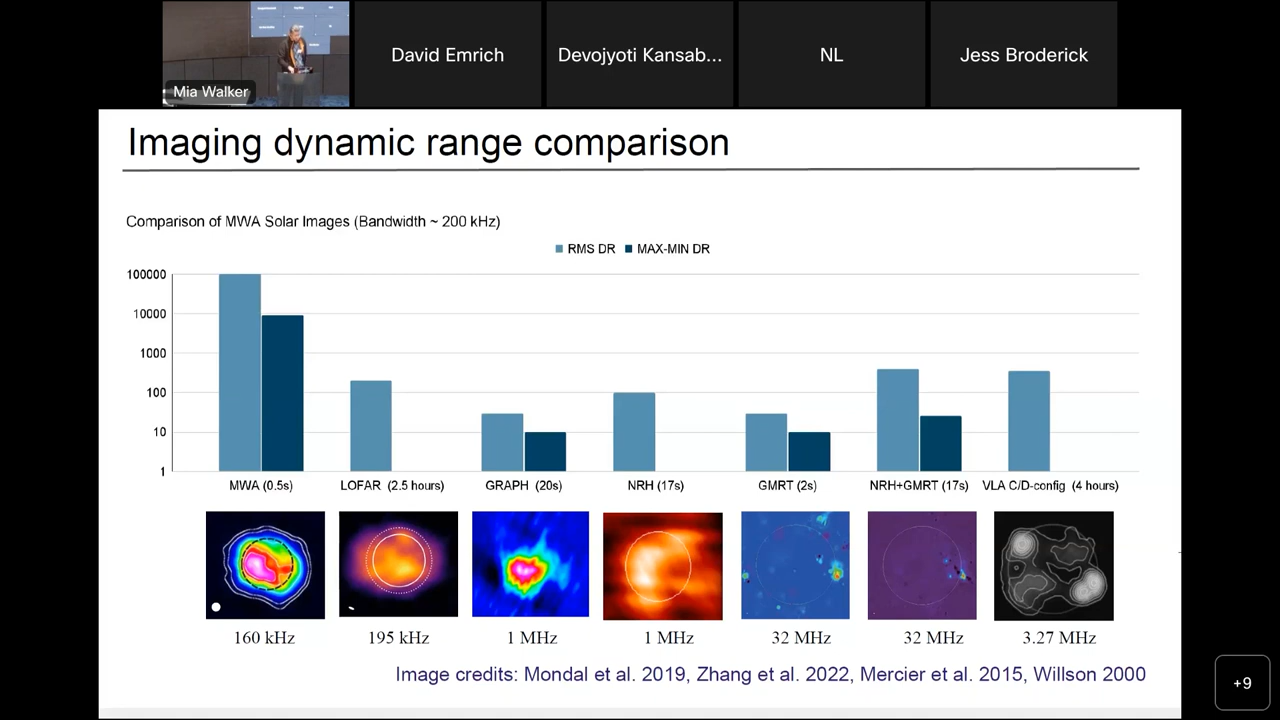 Mia Walker
David Emrich
Devojyoti Kansab...
NL
Jess Broderick
Imaging dynamic range comparison
Comparison of MWA Solar Images (Bandwidth ~ 200 kHz)
RMS DR MAX-MIN DR
100000
10000
1000
100
10
1
MWA (0.5s) LOFAR (2.5 hours) GRAPH (20s) NRH (17s) GMRT (2s) NRH+GMRT (17s) VLA C/D-config (4 hours)
160 kHz 195 kHz 1 MHz 1 MHz 32 MHz 32 MHz 3.27 MHz
Image credits: Mondal et al. 2019, Zhang et al. 2022, Mercier et al. 2015, Willson 2000
+9